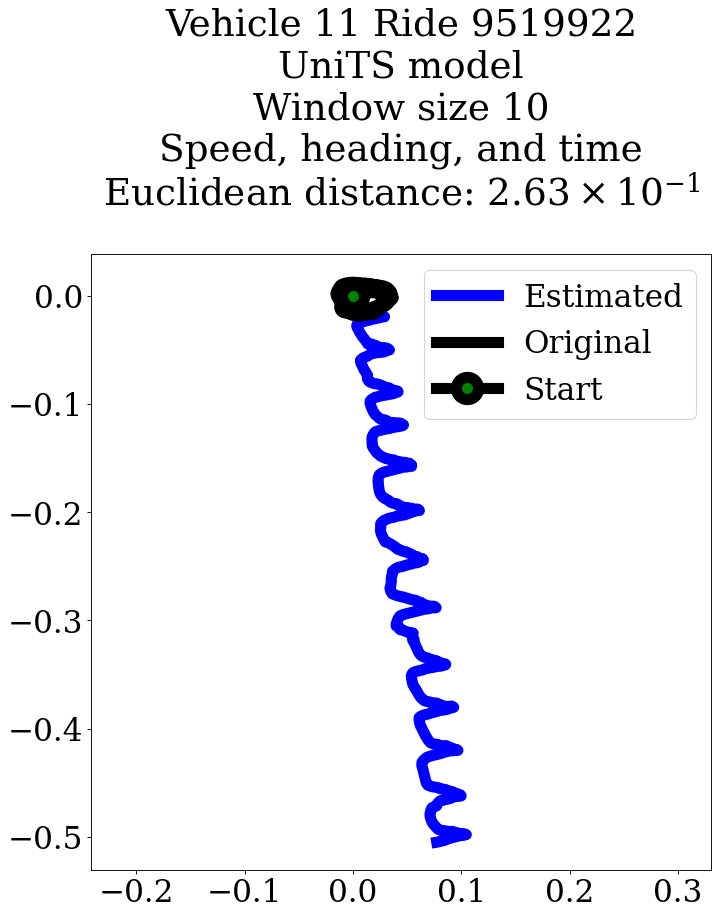 Vehicle 11 Ride 9519922
UniTS model
Window size 10
Speed, heading, and time
Euclidean distance: 2.63 × 10⁻¹
Estimated
Original
Start
0.0
−0.1
−0.2
−0.3
−0.4
−0.5
−0.2 −0.1 0.0 0.1 0.2 0.3